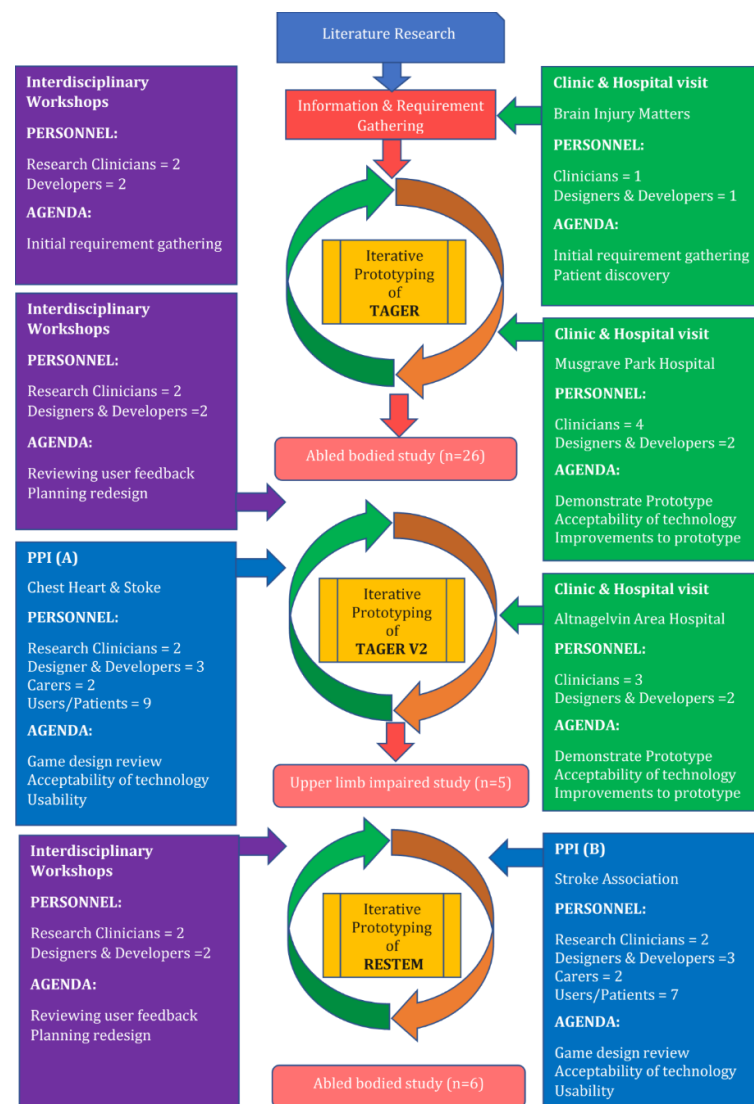 Literature Research
Information & Requirement
Gathering
Interdisciplinary
Workshops
PERSONNEL:
Research Clinicians = 2
Developers = 2
AGENDA:
Initial requirement gathering
Clinic & Hospital visit
Brain Injury Matters
PERSONNEL:
Clinicians = 1
Designers & Developers = 1
AGENDA:
Initial requirement gathering
Patient discovery
Iterative
Prototyping
of
TAGER
Interdisciplinary
Workshops
PERSONNEL:
Research Clinicians = 2
Designers & Developers =2
AGENDA:
Reviewing user feedback
Planning redesign
Clinic & Hospital visit
Musgrave Park Hospital
PERSONNEL:
Clinicians = 4
Designers & Developers =2
AGENDA:
Demonstrate Prototype
Acceptability of technology
Improvements to prototype
Abled bodied study (n=26)
PPI (A)
Chest Heart & Stoke
PERSONNEL:
Research Clinicians = 2
Designer & Developers = 3
Carers = 2
Users/Patients = 9
AGENDA:
Game design review
Acceptability of technology
Usability
Iterative
Prototyping
of
TAGER V2
Clinic & Hospital visit
Altnagelvin Area Hospital
PERSONNEL:
Clinicians = 3
Designers & Developers =2
AGENDA:
Demonstrate Prototype
Acceptability of technology
Improvements to prototype
Upper limb impaired study (n=5)
Interdisciplinary
Workshops
PERSONNEL:
Research Clinicians = 2
Designers & Developers =2
AGENDA:
Reviewing user feedback
Planning redesign
Iterative
Prototyping
of
RESTEM
PPI (B)
Stroke Association
PERSONNEL:
Research Clinicians = 2
Designers & Developers =3
Carers = 2
Users/Patients = 7
AGENDA:
Game design review
Acceptability of technology
Usability
Abled bodied study (n=6)